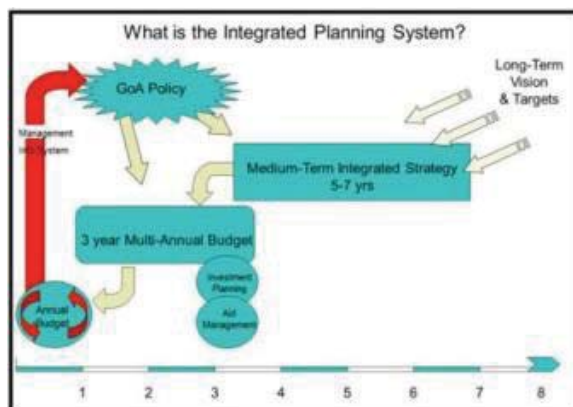 What is the Integrated Planning System?
GoA Policy
Long-Term
Vision
& Targets
Management
System
Medium-Term Integrated Strategy
5-7 yrs
3 year Multi-Annual Budget
Investment
Planning
Annual
Budget
Aid
Management
1 2 3 4 5 6 7 8